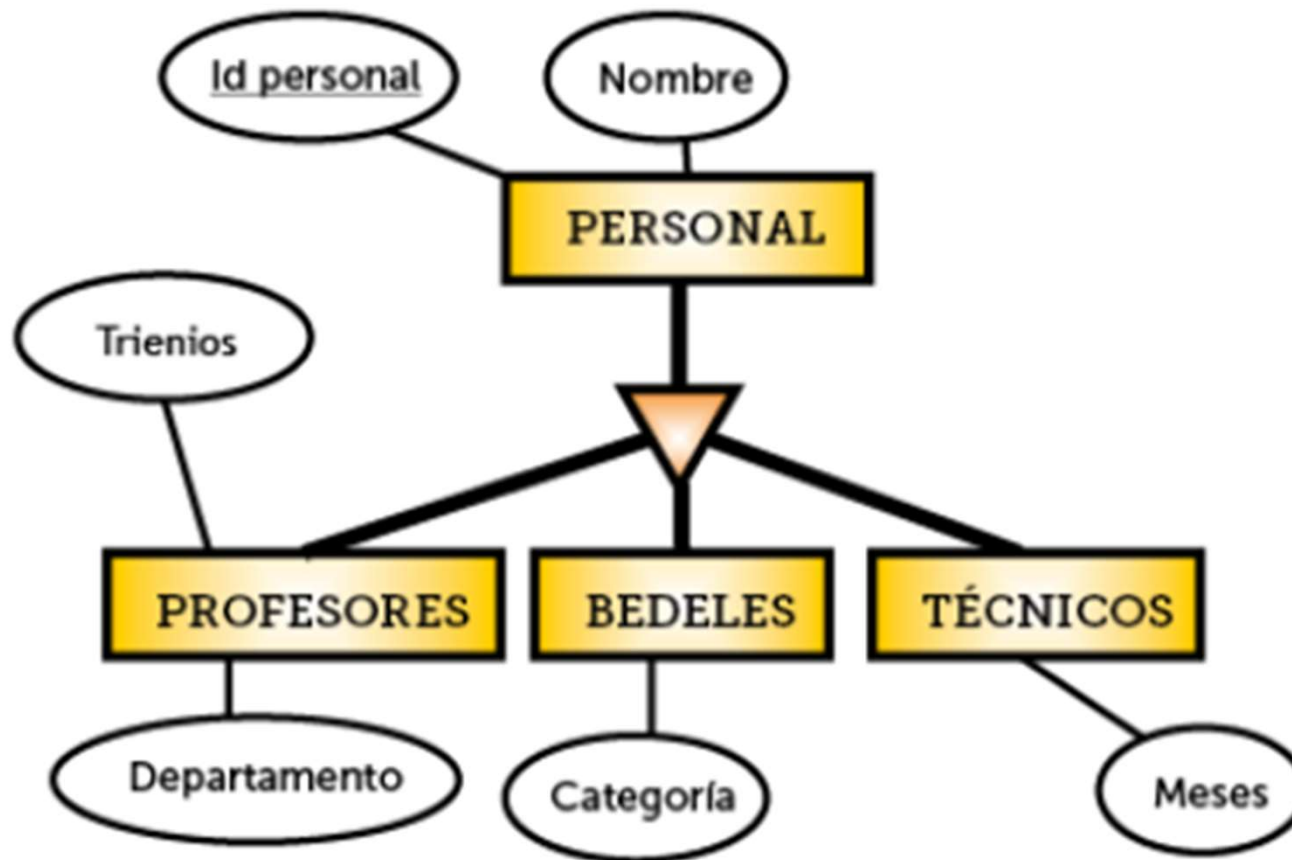 Id personal
Nombre
PERSONAL
Trienios
PROFESORES
BEDELES
TÉCNICOS
Departamento
Categoría
Meses